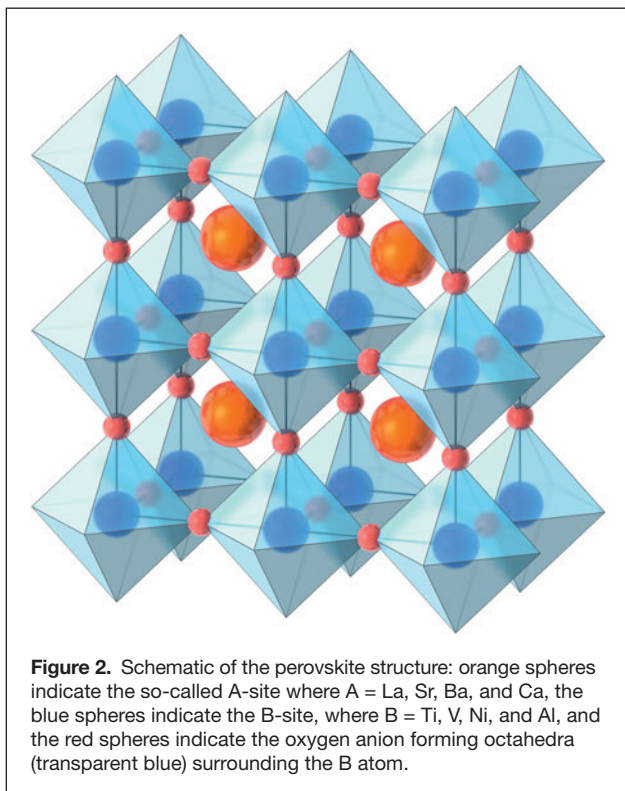 Figure 2. Schematic of the perovskite structure: orange spheres
indicate the so-called A-site where A = La, Sr, Ba, and Ca, the
blue spheres indicate the B-site, where B = Ti, V, Ni, and Al, and
the red spheres indicate the oxygen anion forming octahedra
(transparent blue) surrounding the B atom.